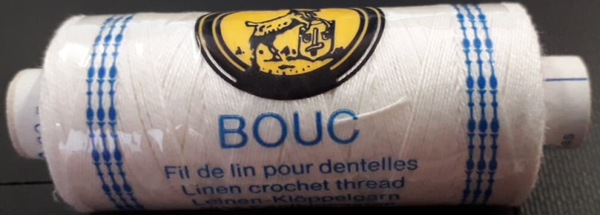 BOUC
Fil de lin pour dentelles
Linen crochet thread
Leinen-Klöppelgarn